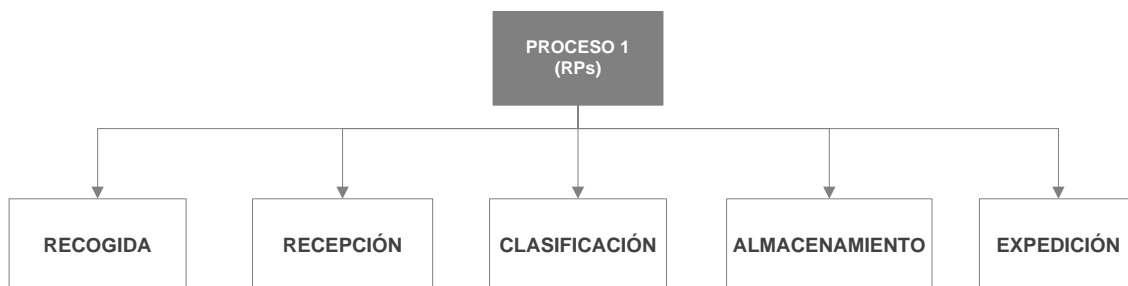 PROCESO 1
(RPs)
RECOGIDA
RECEPCIÓN
CLASIFICACIÓN
ALMACENAMIENTO
EXPEDICIÓN